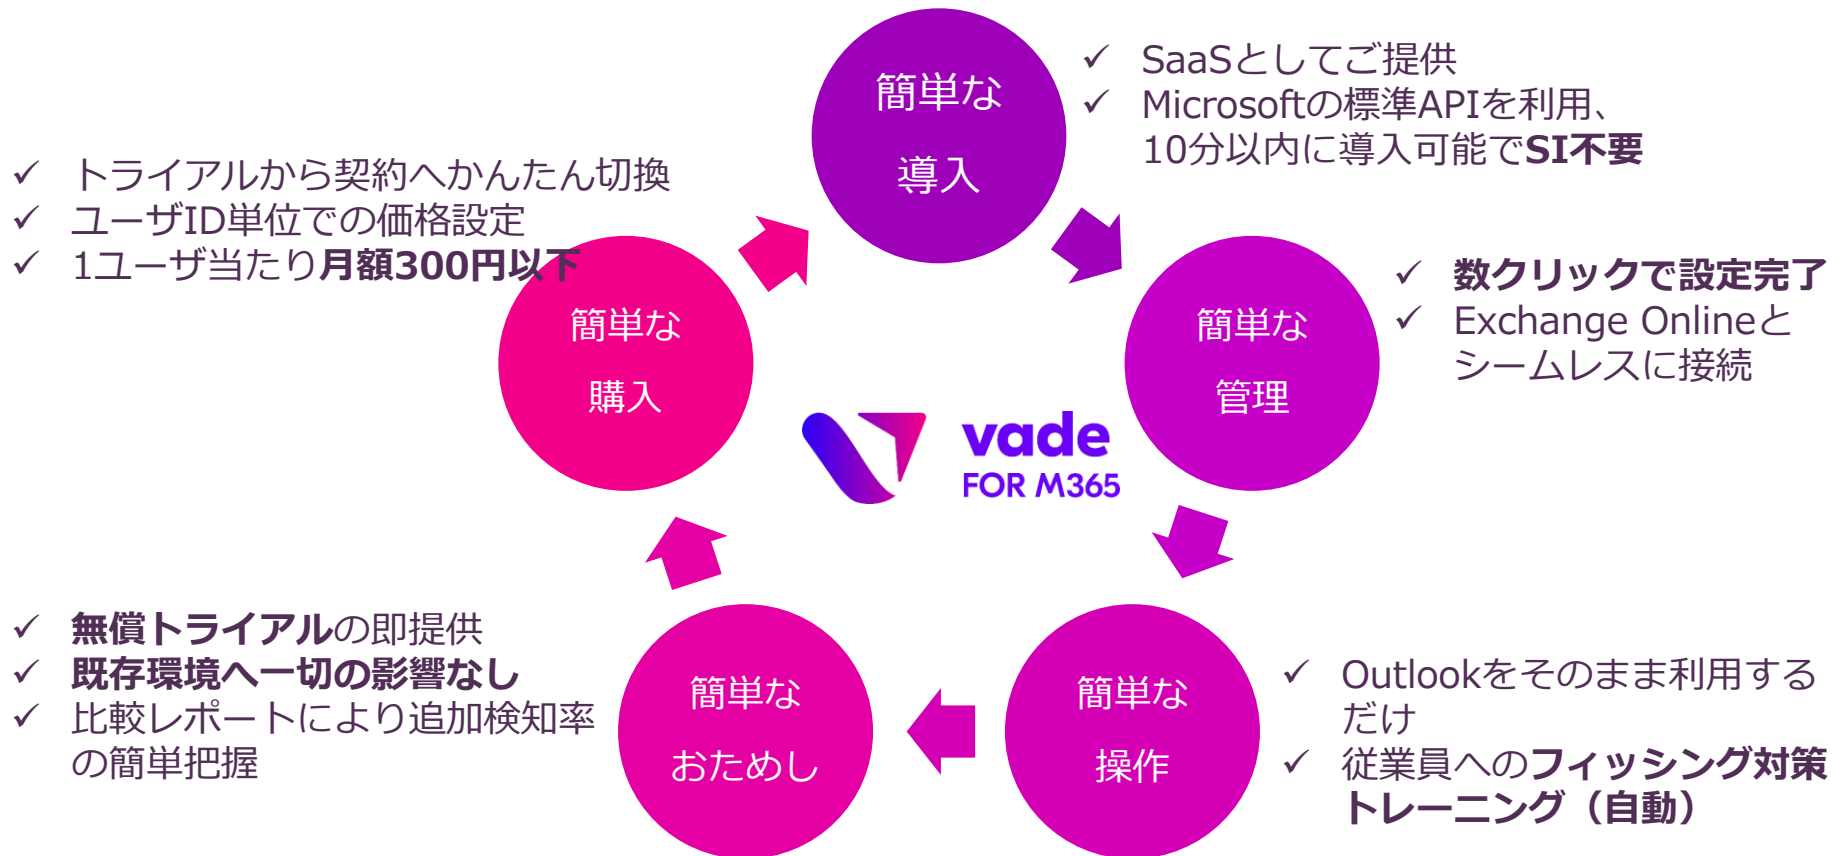 簡単な
導入
✓ SaaSとしてご提供
✓ Microsoftの標準APIを利用、
10分以内に導入可能でSI不要
簡単な
管理
✓ 数クリックで設定完了
✓ Exchange Onlineと
シームレスに接続
簡単な
操作
✓ Outlookをそのまま利用する
だけ
✓ 従業員へのフィッシング対策
トレーニング（自動）
簡単な
おためし
✓ 無償トライアルの即提供
✓ 既存環境へ一切の影響なし
✓ 比較レポートにより追加検知率
の簡単把握
簡単な
購入
✓ トライアルから契約へかんたん切換
✓ ユーザID単位での価格設定
✓ 1ユーザ当たり月額300円以下
vade
FOR M365